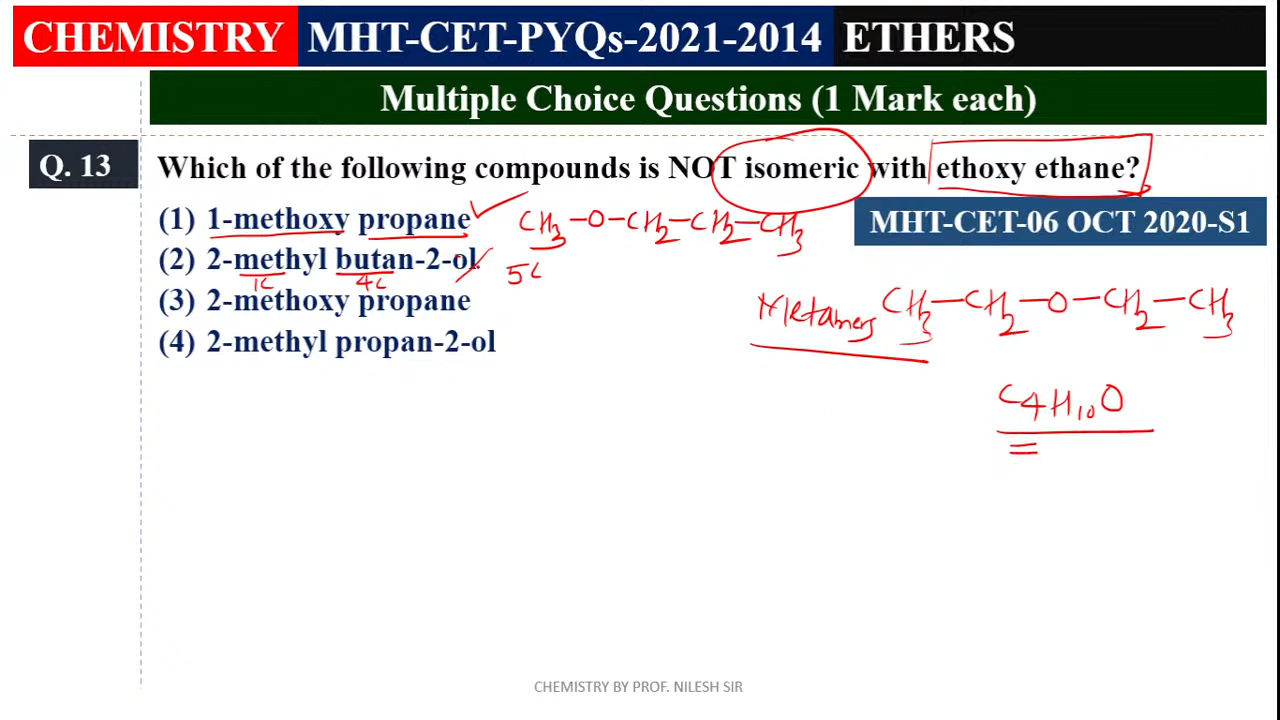 CHEMISTRY MHT-CET-PYQs-2021-2014 ETHERS
Multiple Choice Questions (1 Mark each)
Q. 13 Which of the following compounds is NOT isomeric with ethoxy ethane?
(1) 1-methoxy propane CH3-O-CH2-CH2-CH3
MHT-CET-06 OCT 2020-S1
(2) 2-methyl butan-2-ol
1C 4C 5C
(3) 2-methoxy propane
Metamers CH3-CH2-O-CH2-CH3
(4) 2-methyl propan-2-ol
C4H10O
CHEMISTRY BY PROF. NILESH SIR